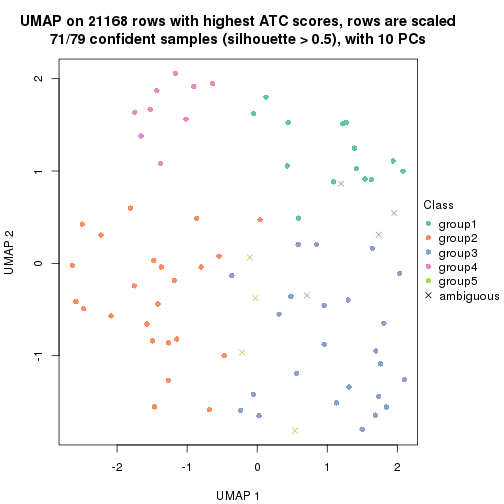 UMAP on 21168 rows with highest ATC scores, rows are scaled
71/79 confident samples (silhouette > 0.5), with 10 PCs
2
1
0
-1
UMAP 2
-2
-1
0
1
2
UMAP 1
Class
group1
group2
group3
group4
group5
ambiguous